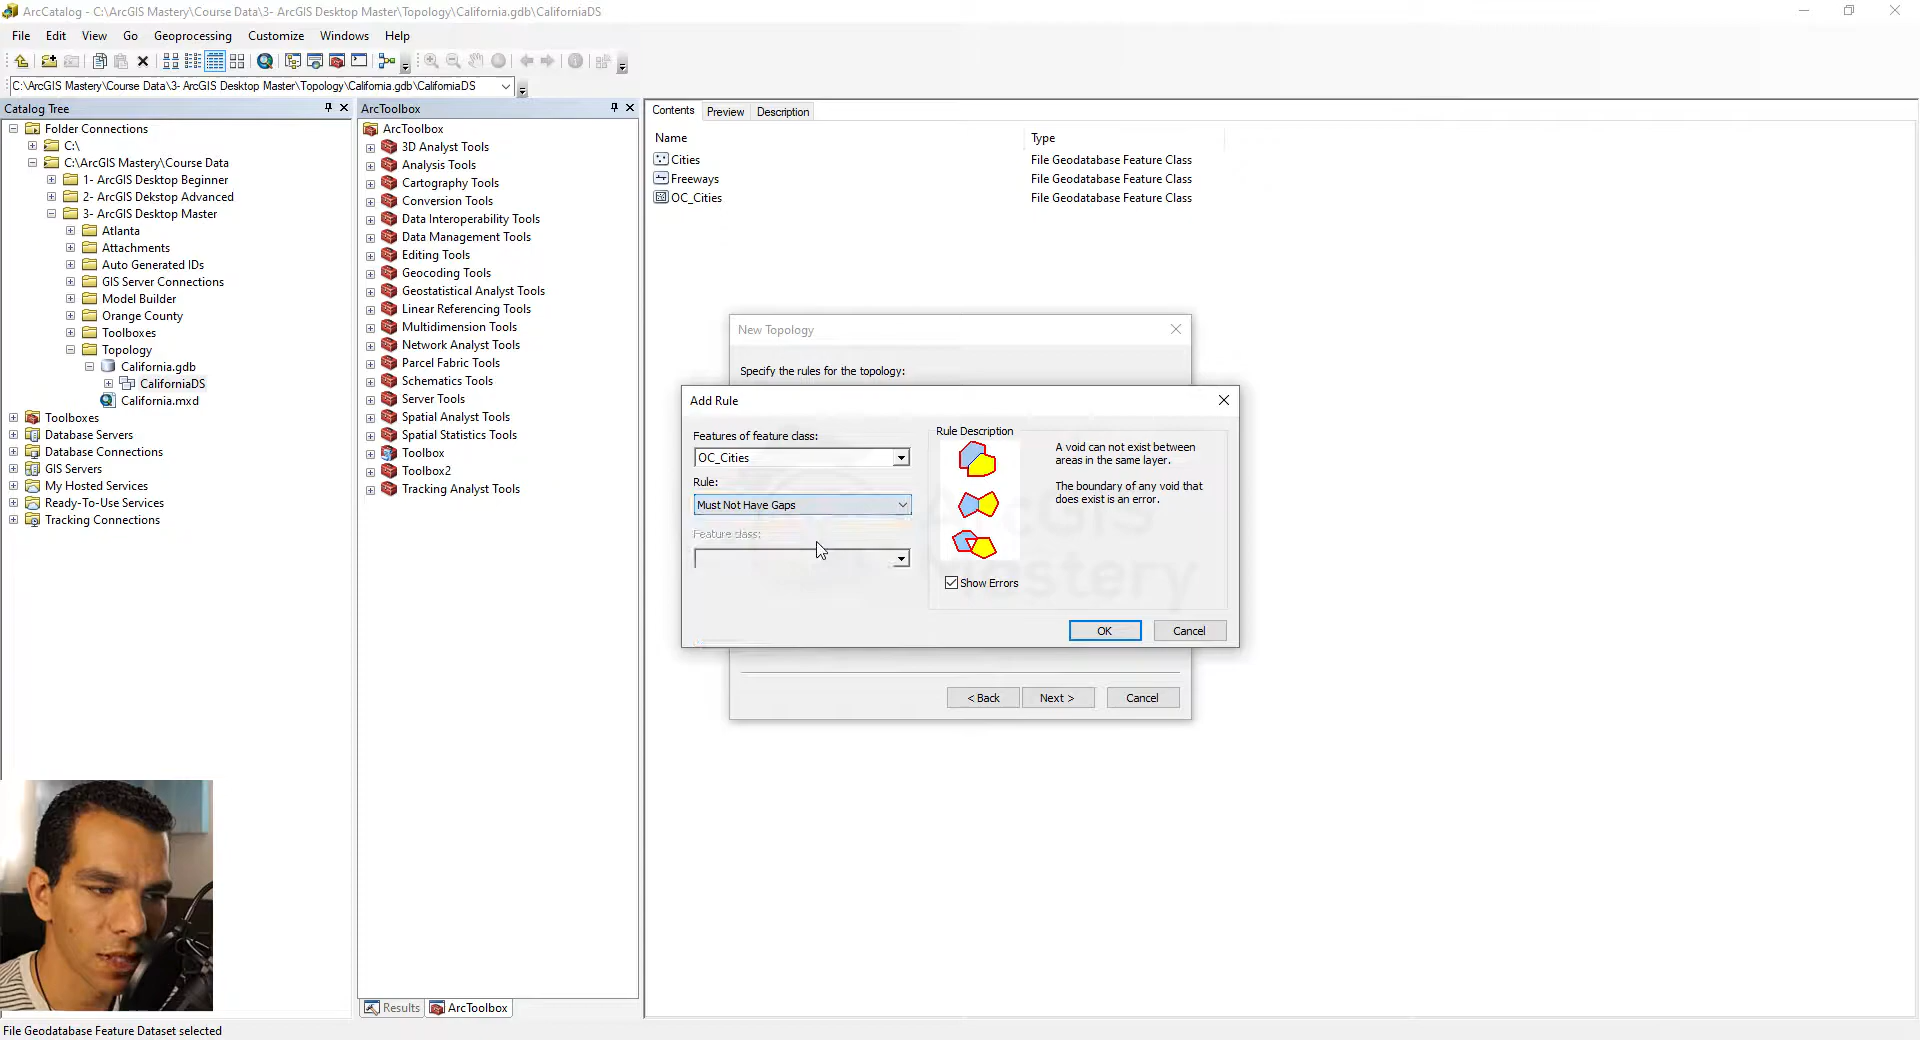 ArcCatalog - C:\ArcGIS Mastery\Course Data\3- ArcGIS Desktop Master\Topology\California.gdb\CaliforniaDS
File Edit View Go Geoprocessing Customize Windows Help
C:\ArcGIS Mastery\Course Data\3- ArcGIS Desktop Master\Topology\California.gdb\CaliforniaDS
Catalog Tree
Folder Connections
C:\
C:\ArcGIS Mastery\Course Data
1- ArcGIS Desktop Beginner
2- ArcGIS Dekstop Advanced
3- ArcGIS Desktop Master
Atlanta
Attachments
Auto Generated IDs
GIS Server Connections
Model Builder
Orange County
Toolboxes
Topology
California.gdb
CaliforniaDS
California.mxd
Toolboxes
Database Servers
Database Connections
GIS Servers
My Hosted Services
Ready-To-Use Services
Tracking Connections
ArcToolbox
ArcToolbox
3D Analyst Tools
Analysis Tools
Cartography Tools
Conversion Tools
Data Interoperability Tools
Data Management Tools
Editing Tools
Geocoding Tools
Geostatistical Analyst Tools
Linear Referencing Tools
Multidimension Tools
Network Analyst Tools
Parcel Fabric Tools
Schematics Tools
Server Tools
Spatial Analyst Tools
Spatial Statistics Tools
Toolbox
Toolbox2
Tracking Analyst Tools
Results ArcToolbox
Contents Preview Description
Name Type
Cities File Geodatabase Feature Class
Freeways File Geodatabase Feature Class
OC_Cities File Geodatabase Feature Class
New Topology
Specify the rules for the topology:
Add Rule
Features of feature class:
OC_Cities
Rule:
Must Not Have Gaps
Feature class:
Rule Description
A void can not exist between
areas in the same layer.
The boundary of any void that
does exist is an error.
Show Errors
OK Cancel
ArcGIS
Mastery
< Back Next > Cancel
File Geodatabase Feature Dataset selected